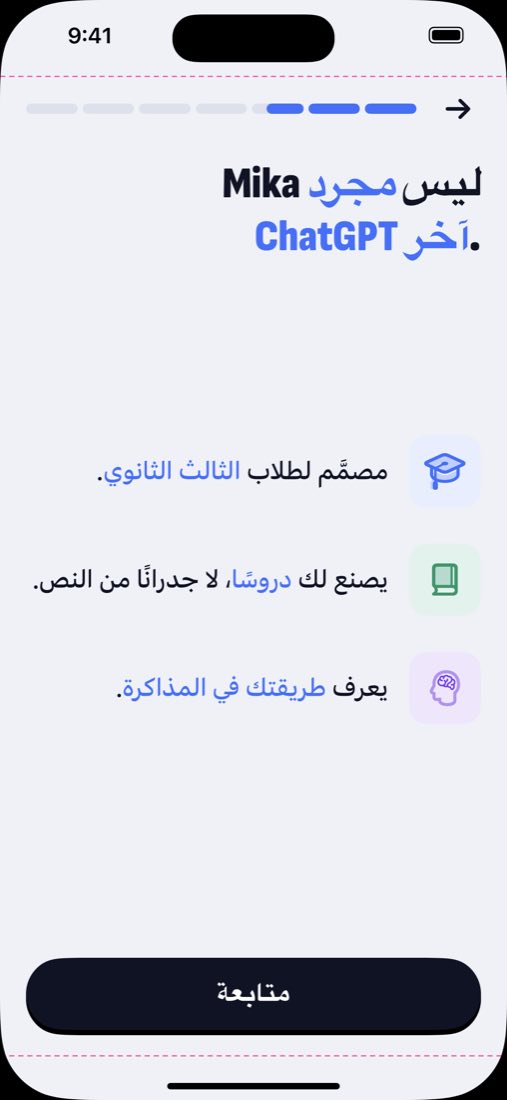 9:41
ليس مجرد Mika
.آخر ChatGPT
مصمَّم لطلاب الثالث الثانوي.
يصنع لك دروسًا، لا جدرانًا من النص.
يعرف طريقتك في المذاكرة.
متابعة